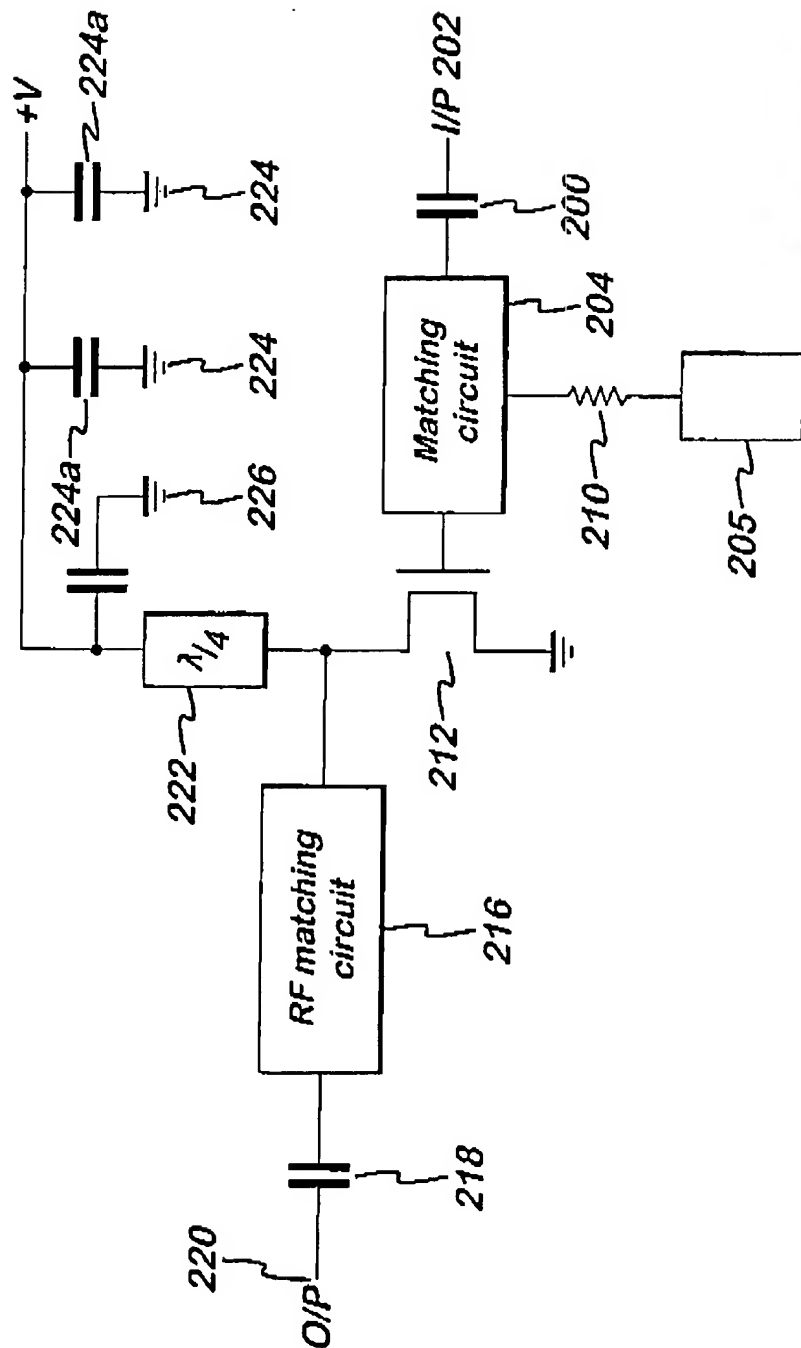 +V
224a
224
224a
224
226
λ/4
222
I/P 202
200
Matching
circuit
204
210
205
212
RF matching
circuit
216
218
220
O/P